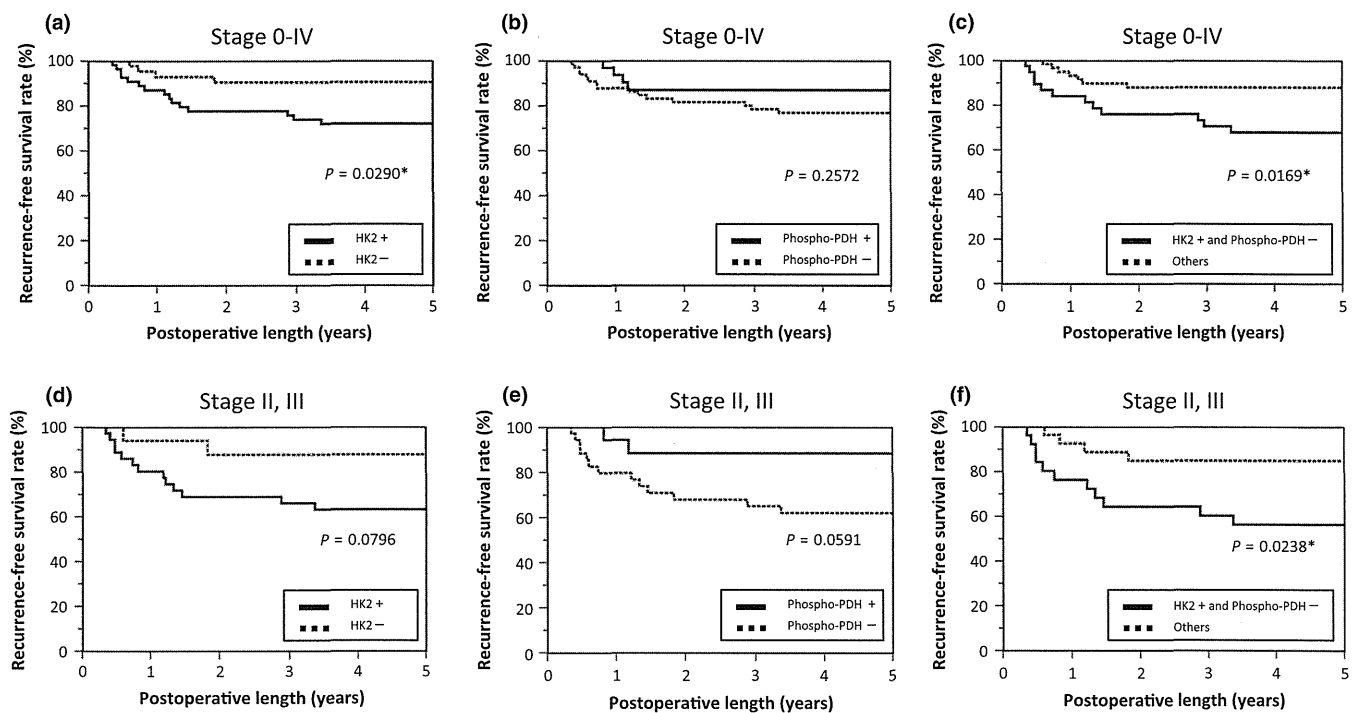 (a)
Stage 0-IV
Recurrence-free survival rate (%)
100
80
60
40
20
0
P = 0.0290*
HK2 +
HK2 −
0 1 2 3 4 5
Postoperative length (years)
(b)
Stage 0-IV
Recurrence-free survival rate (%)
100
80
60
40
20
0
P = 0.2572
Phospho-PDH +
Phospho-PDH −
0 1 2 3 4 5
Postoperative length (years)
(c)
Stage 0-IV
Recurrence-free survival rate (%)
100
80
60
40
20
0
P = 0.0169*
HK2 + and Phospho-PDH −
Others
0 1 2 3 4 5
Postoperative length (years)
(d)
Stage II, III
Recurrence-free survival rate (%)
100
80
60
40
20
0
P = 0.0796
HK2 +
HK2 −
0 1 2 3 4 5
Postoperative length (years)
(e)
Stage II, III
Recurrence-free survival rate (%)
100
80
60
40
20
0
P = 0.0591
Phospho-PDH +
Phospho-PDH −
0 1 2 3 4 5
Postoperative length (years)
(f)
Stage II, III
Recurrence-free survival rate (%)
100
80
60
40
20
0
P = 0.0238*
HK2 + and Phospho-PDH −
Others
0 1 2 3 4 5
Postoperative length (years)